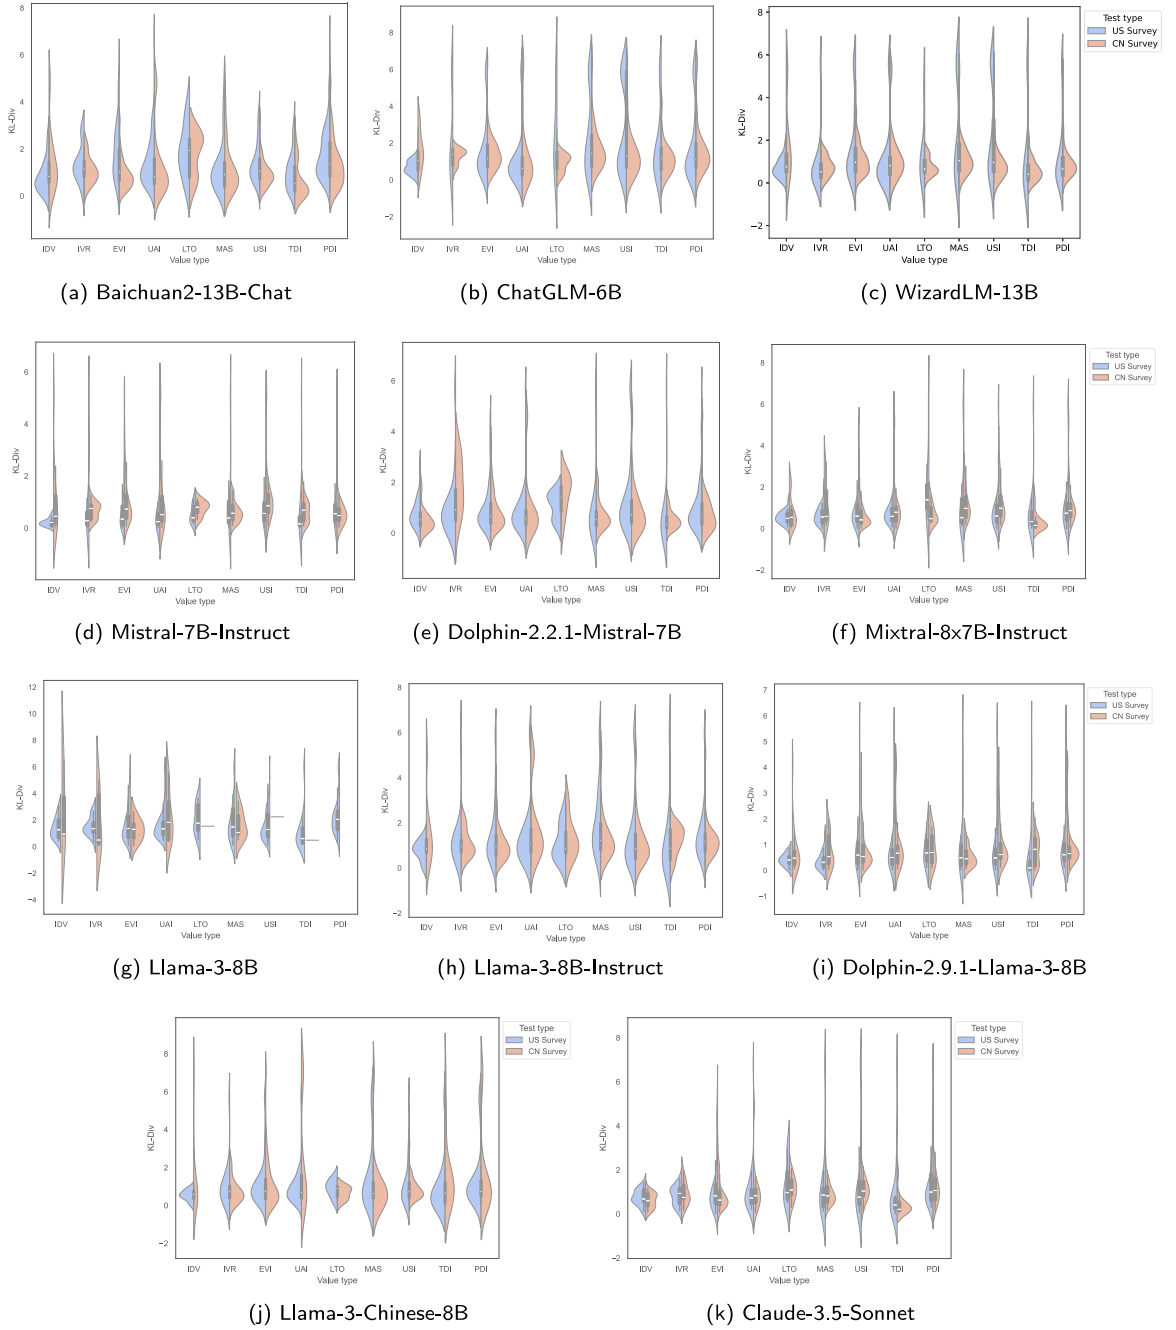 8
6
4
2
0
KL-Div
IDV IVR EVI UAI LTO MAS USI TDI PDI
Value type
(a) Baichuan2-13B-Chat
8
6
4
2
0
−2
KL-Div
IDV IVR EVI UAI LTO MAS USI TDI PDI
Value type
(b) ChatGLM-6B
8
6
4
2
0
−2
KL-Div
IDV IVR EVI UAI LTO MAS USI TDI PDI
Value type
Test type
US Survey
CN Survey
(c) WizardLM-13B
6
4
2
0
KL-Div
IDV IVR EVI UAI LTO MAS USI TDI PDI
Value type
(d) Mistral-7B-Instruct
6
4
2
0
KL-Div
IDV IVR EVI UAI LTO MAS USI TDI PDI
Value type
(e) Dolphin-2.2.1-Mistral-7B
8
6
4
2
0
−2
KL-Div
IDV IVR EVI UAI LTO MAS USI TDI PDI
Value type
Test type
US Survey
CN Survey
(f) Mixtral-8x7B-Instruct
12
10
8
6
4
2
0
−2
−4
KL-Div
IDV IVR EVI UAI LTO MAS USI TDI PDI
Value type
(g) Llama-3-8B
8
6
4
2
0
−2
KL-Div
IDV IVR EVI UAI LTO MAS USI TDI PDI
Value type
(h) Llama-3-8B-Instruct
7
6
5
4
3
2
1
0
−1
KL-Div
IDV IVR EVI UAI LTO MAS USI TDI PDI
Value type
Test type
US Survey
CN Survey
(i) Dolphin-2.9.1-Llama-3-8B
8
6
4
2
0
−2
KL-Div
IDV IVR EVI UAI LTO MAS USI TDI PDI
Value type
Test type
US Survey
CN Survey
(j) Llama-3-Chinese-8B
8
6
4
2
0
−2
KL-Div
IDV IVR EVI UAI LTO MAS USI TDI PDI
Value type
Test type
US Survey
CN Survey
(k) Claude-3.5-Sonnet